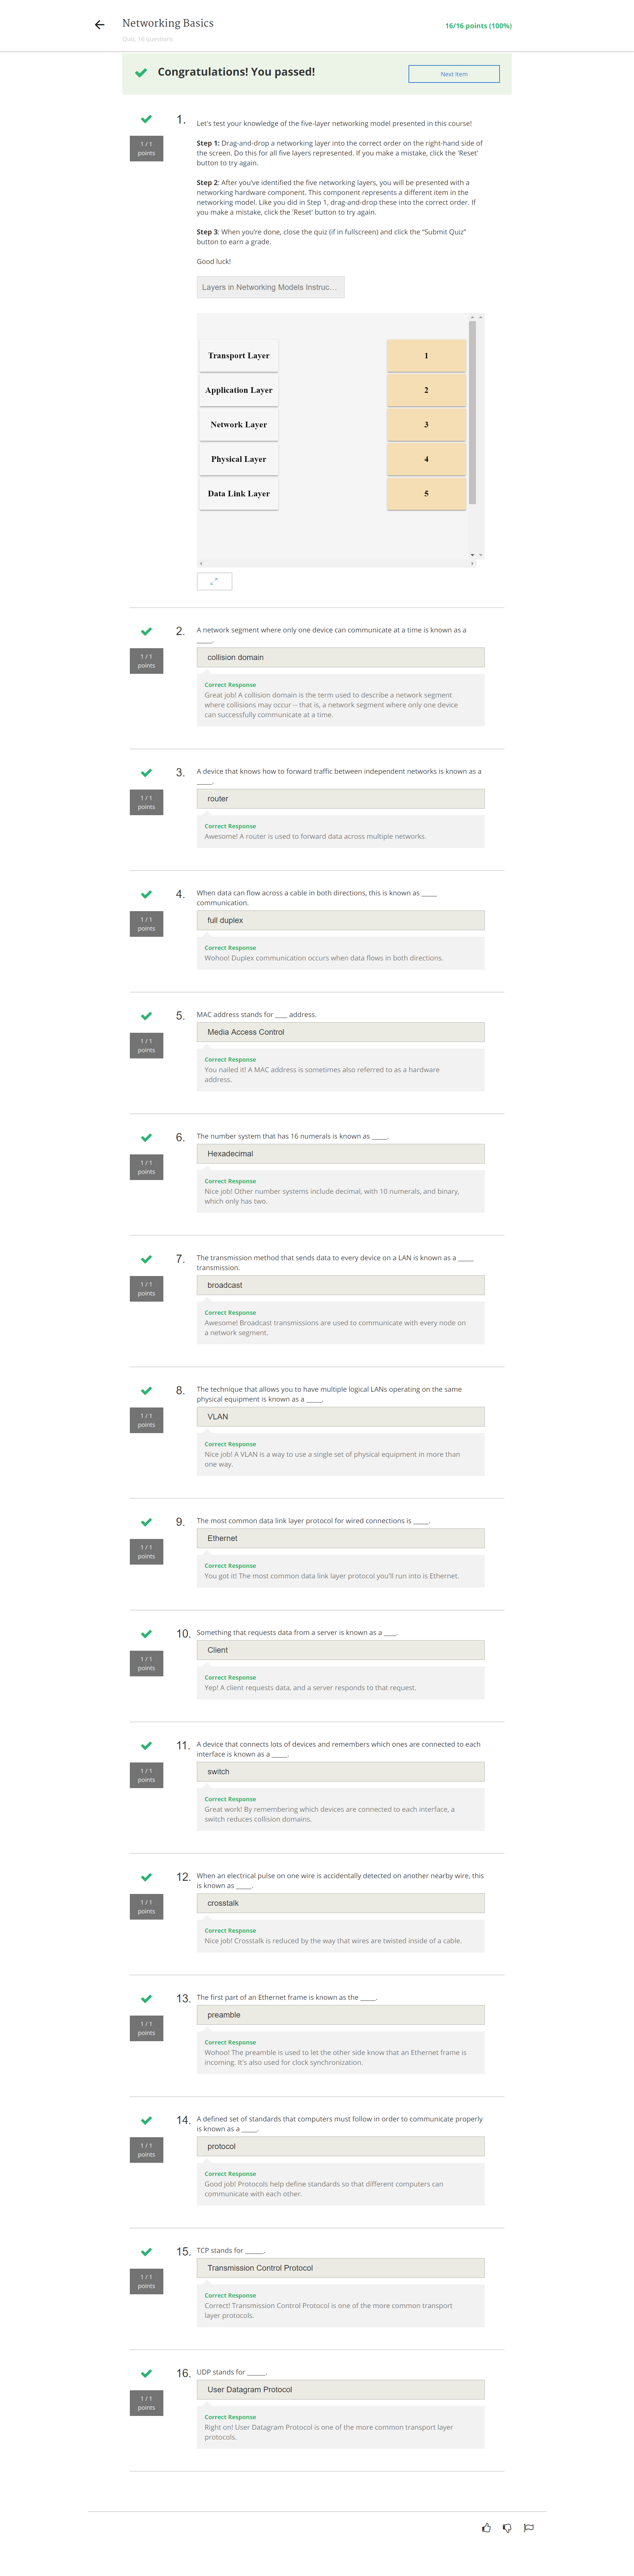 Networking Basics
16/16 points (100%)
Quiz, 16 questions
Congratulations! You passed!
Next Item
1.
1 / 1
points
Let's test your knowledge of the five-layer networking model presented in this course!
Step 1: Drag-and-drop a networking layer into the correct order on the right-hand side of
the screen. Do this for all five layers represented. If you make a mistake, click the 'Reset'
button to try again.
Step 2: After you've identified the five networking layers, you will be presented with a
networking hardware component. This component represents a different item in the
networking model. Like you did in Step 1, drag-and-drop these into the correct order. If
you make a mistake, click the 'Reset' button to try again.
Step 3: When you're done, close the quiz (if in fullscreen) and click the "Submit Quiz"
button to earn a grade.
Good luck!
Layers in Networking Models Instruc...
Transport Layer
1
Application Layer
2
Network Layer
3
Physical Layer
4
Data Link Layer
5
2.
1 / 1
points
A network segment where only one device can communicate at a time is known as a
_____.
collision domain
Correct Response
Great job! A collision domain is the term used to describe a network segment
where collisions may occur -- that is, a network segment where only one device
can successfully communicate at a time.
3.
1 / 1
points
A device that knows how to forward traffic between independent networks is known as a
_____.
router
Correct Response
Awesome! A router is used to forward data across multiple networks.
4.
1 / 1
points
When data can flow across a cable in both directions, this is known as _____
communication.
full duplex
Correct Response
Wohoo! Duplex communication occurs when data flows in both directions.
5.
1 / 1
points
MAC address stands for ____ address.
Media Access Control
Correct Response
You nailed it! A MAC address is sometimes also referred to as a hardware
address.
6.
1 / 1
points
The number system that has 16 numerals is known as _____.
Hexadecimal
Correct Response
Nice job! Other number systems include decimal, with 10 numerals, and binary,
which only has two.
7.
1 / 1
points
The transmission method that sends data to every device on a LAN is known as a _____
transmission.
broadcast
Correct Response
Awesome! Broadcast transmissions are used to communicate with every node on
a network segment.
8.
1 / 1
points
The technique that allows you to have multiple logical LANs operating on the same
physical equipment is known as a _____.
VLAN
Correct Response
Nice job! A VLAN is a way to use a single set of physical equipment in more than
one way.
9.
1 / 1
points
The most common data link layer protocol for wired connections is _____.
Ethernet
Correct Response
You got it! The most common data link layer protocol you'll run into is Ethernet.
10.
1 / 1
points
Something that requests data from a server is known as a ____.
Client
Correct Response
Yep! A client requests data, and a server responds to that request.
11.
1 / 1
points
A device that connects lots of devices and remembers which ones are connected to each
interface is known as a _____.
switch
Correct Response
Great work! By remembering which devices are connected to each interface, a
switch reduces collision domains.
12.
1 / 1
points
When an electrical pulse on one wire is accidentally detected on another nearby wire, this
is known as _____.
crosstalk
Correct Response
Nice job! Crosstalk is reduced by the way that wires are twisted inside of a cable.
13.
1 / 1
points
The first part of an Ethernet frame is known as the _____.
preamble
Correct Response
Wohoo! The preamble is used to let the other side know that an Ethernet frame is
incoming. It's also used for clock synchronization.
14.
1 / 1
points
A defined set of standards that computers must follow in order to communicate properly
is known as a _____.
protocol
Correct Response
Good job! Protocols help define standards so that different computers can
communicate with each other.
15.
1 / 1
points
TCP stands for ______.
Transmission Control Protocol
Correct Response
Correct! Transmission Control Protocol is one of the more common transport
layer protocols.
16.
1 / 1
points
UDP stands for ______.
User Datagram Protocol
Correct Response
Right on! User Datagram Protocol is one of the more common transport layer
protocols.